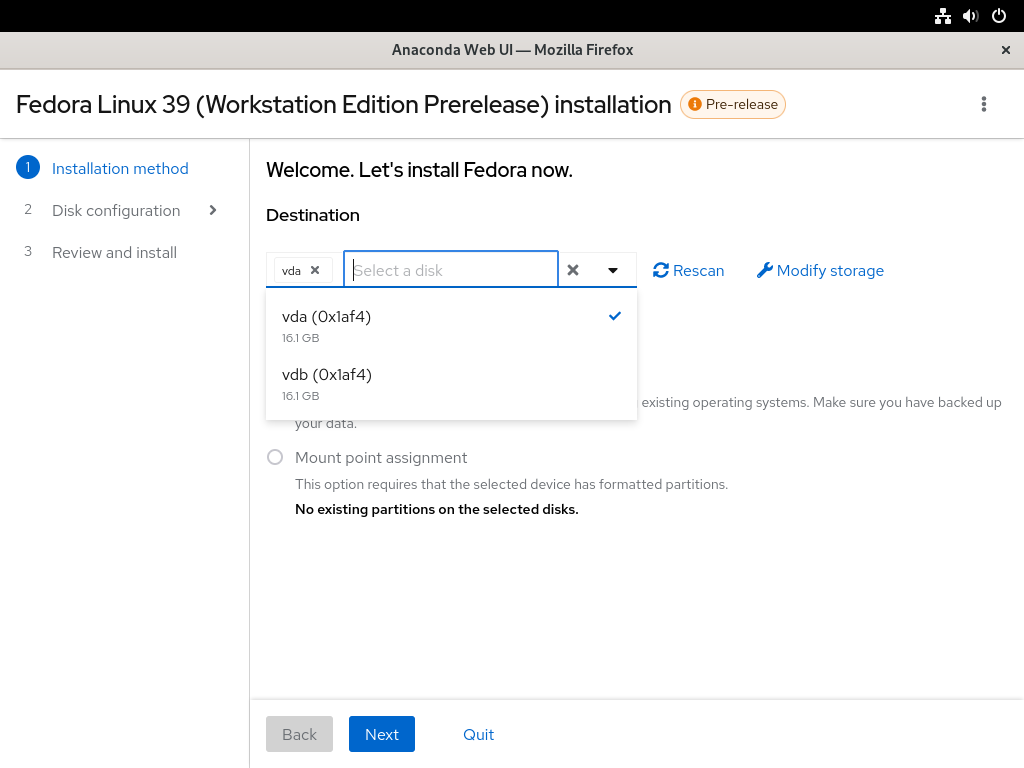 Anaconda Web UI — Mozilla Firefox
Fedora Linux 39 (Workstation Edition Prerelease) installation
Pre-release
1 Installation method
2 Disk configuration
3 Review and install
Welcome. Let's install Fedora now.
Destination
vda
Select a disk
Rescan
Modify storage
vda (0x1af4)
16.1 GB
vdb (0x1af4)
16.1 GB
existing operating systems. Make sure you have backed up
your data.
Mount point assignment
This option requires that the selected device has formatted partitions.
No existing partitions on the selected disks.
Back
Next
Quit